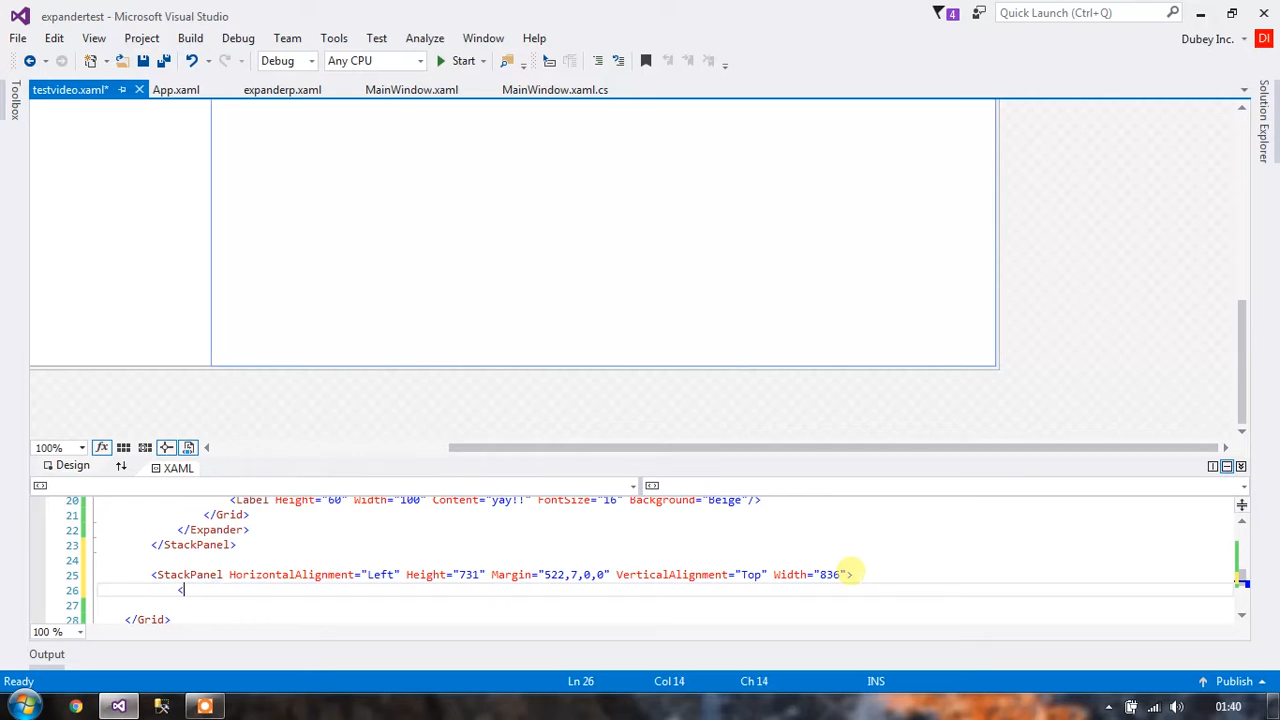 expandertest - Microsoft Visual Studio
4
Quick Launch (Ctrl+Q)
File Edit View Project Build Debug Team Tools Test Analyze Window Help
Dubey Inc. DI
Debug Any CPU Start
testvideo.xaml* App.xaml expanderp.xaml MainWindow.xaml MainWindow.xaml.cs
Toolbox
Solution Explorer
100% fx
Design XAML
20 <Label Height="60" Width="100" Content="yay!!" FontSize="16" Background="Beige"/>
21 </Grid>
22 </Expander>
23 </StackPanel>
24
25 <StackPanel HorizontalAlignment="Left" Height="731" Margin="522,7,0,0" VerticalAlignment="Top" Width="836">
26 <
27
28 </Grid>
100 %
Output
Ready Ln 26 Col 14 Ch 14 INS Publish
01:40